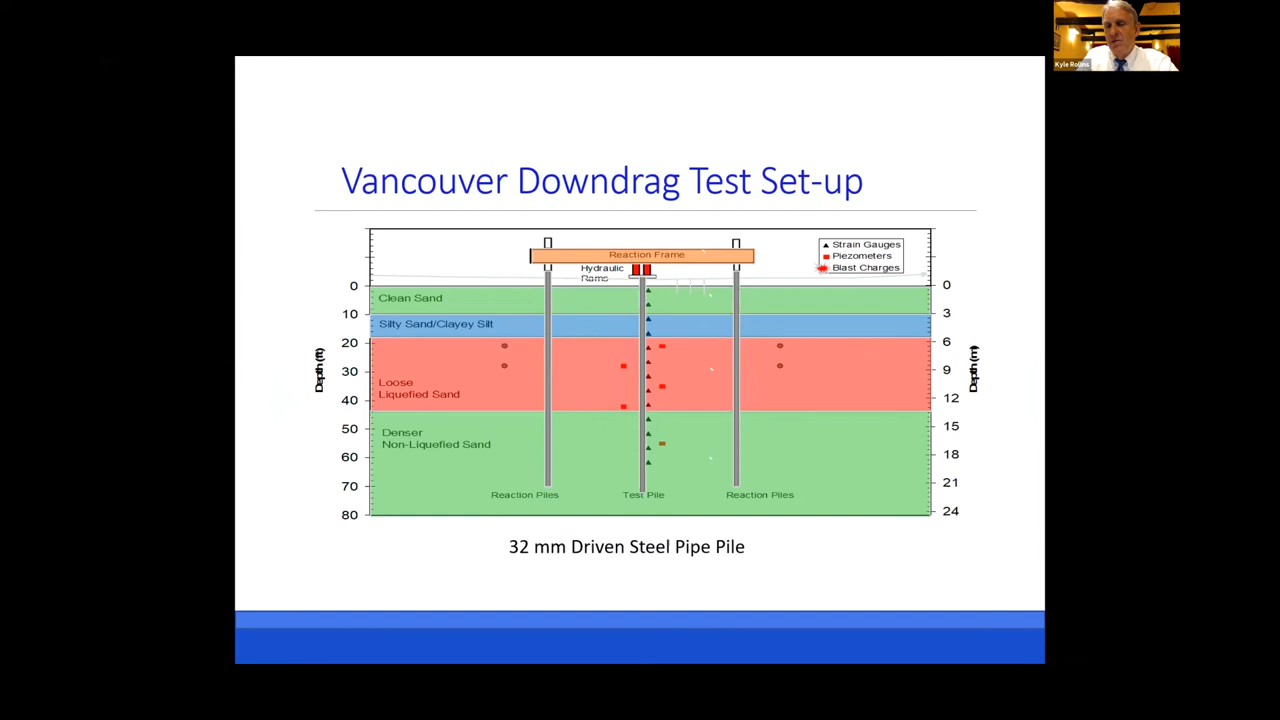 Kyle Rollins
Vancouver Downdrag Test Set-up
Reaction Frame
Hydraulic
Rams
Strain Gauges
Piezometers
Blast Charges
0
10
20
30
40
50
60
70
80
Depth (ft)
Clean Sand
Silty Sand/Clayey Silt
Loose
Liquefied Sand
Denser
Non-Liquefied Sand
Reaction Piles
Test Pile
Reaction Piles
0
3
6
9
12
15
18
21
24
Depth (m)
32 mm Driven Steel Pipe Pile